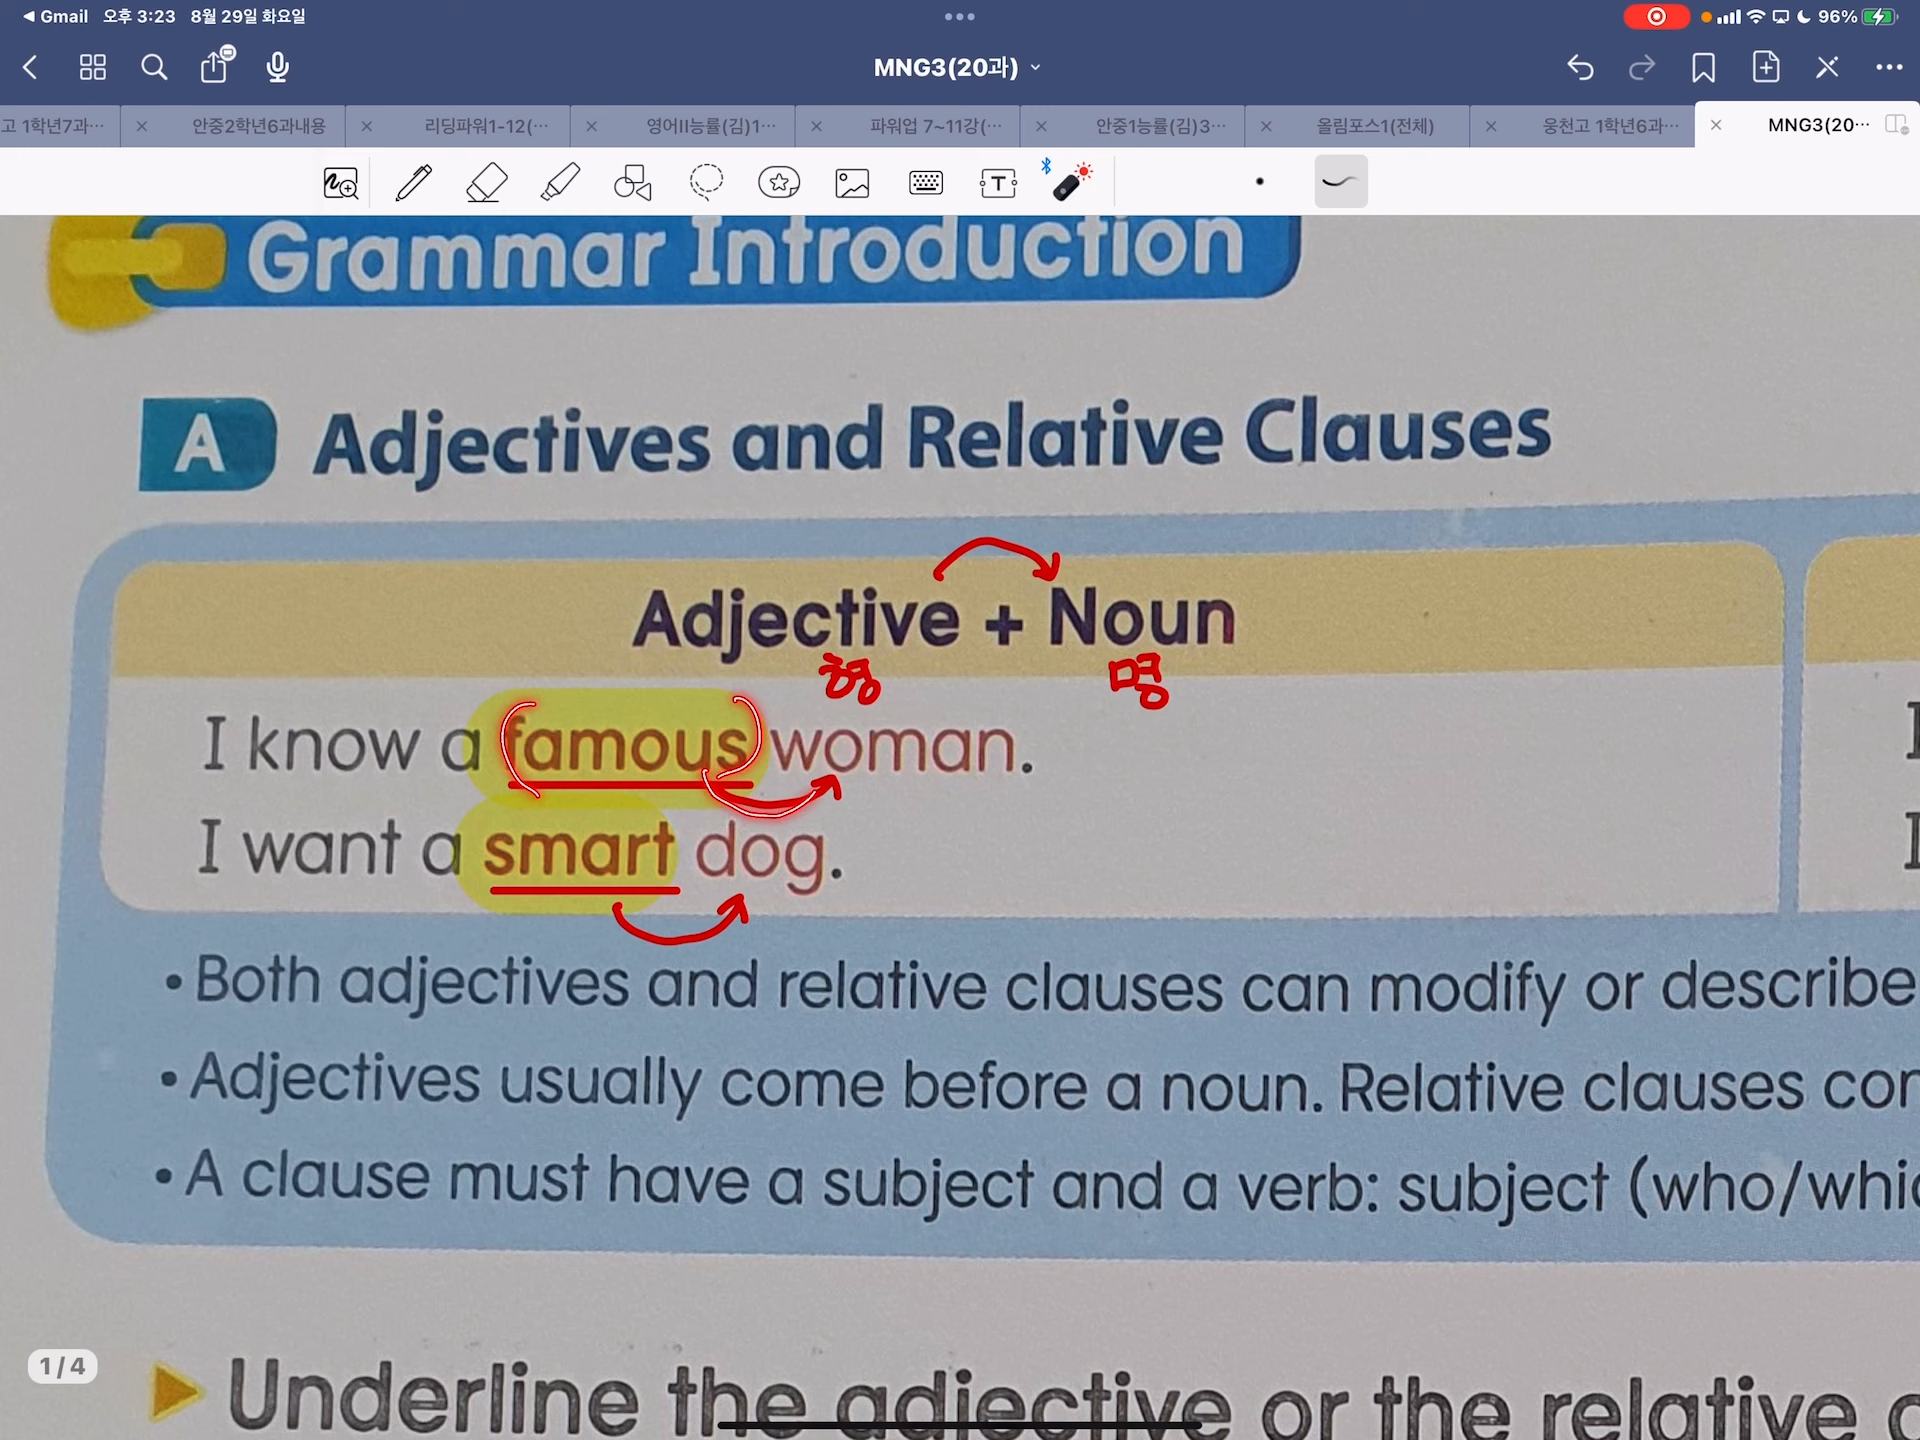 Gmail 오후 3:23 8월 29일 화요일 96%
MNG3(20과)
고 1학년7과··· 안중2학년6과내용 리딩파워1-12(··· 영어II능률(김)1··· 파워업 7~11강(··· 안중1능률(김)3··· 올림포스1(전체) 웅천고 1학년6과··· MNG3(20···
Grammar Introduction
A Adjectives and Relative Clauses
Adjective + Noun
형 명
I know a famous woman.
I want a smart dog.
• Both adjectives and relative clauses can modify or describe
• Adjectives usually come before a noun. Relative clauses
• A clause must have a subject and a verb: subject
1/4
Underline the adjective or the relative